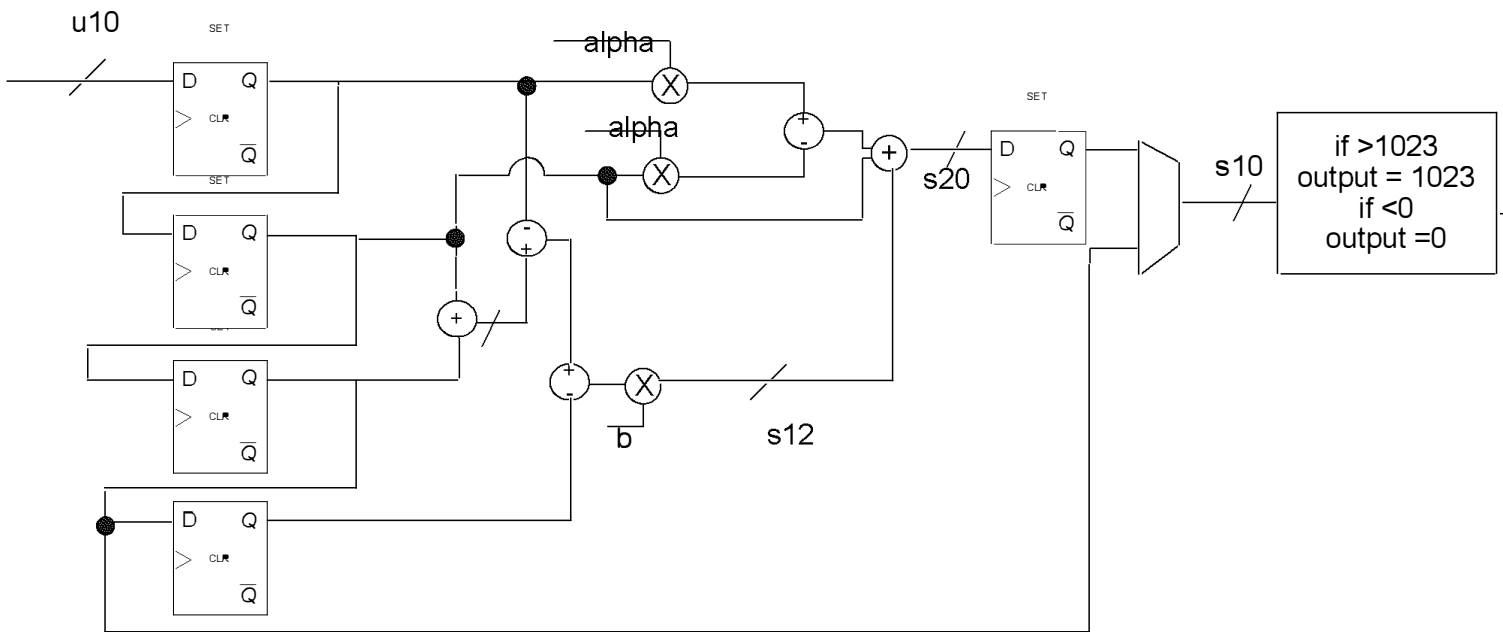 u10
SET
D Q
CLR
Q
SET
D Q
CLR
Q
SET
D Q
CLR
Q
D Q
CLR
Q
alpha
X
alpha
X
+
-
+
-
+
+
+
-
X
b
s12
s20
SET
D Q
CLR
Q
s10
if >1023
output = 1023
if <0
output =0